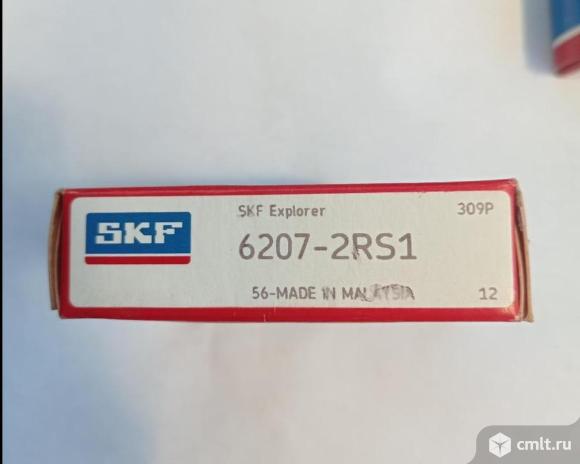 SKF Explorer 309P
SKF
6207-2RS1
56-MADE IN MALAYSIA 12
cmlt.ru